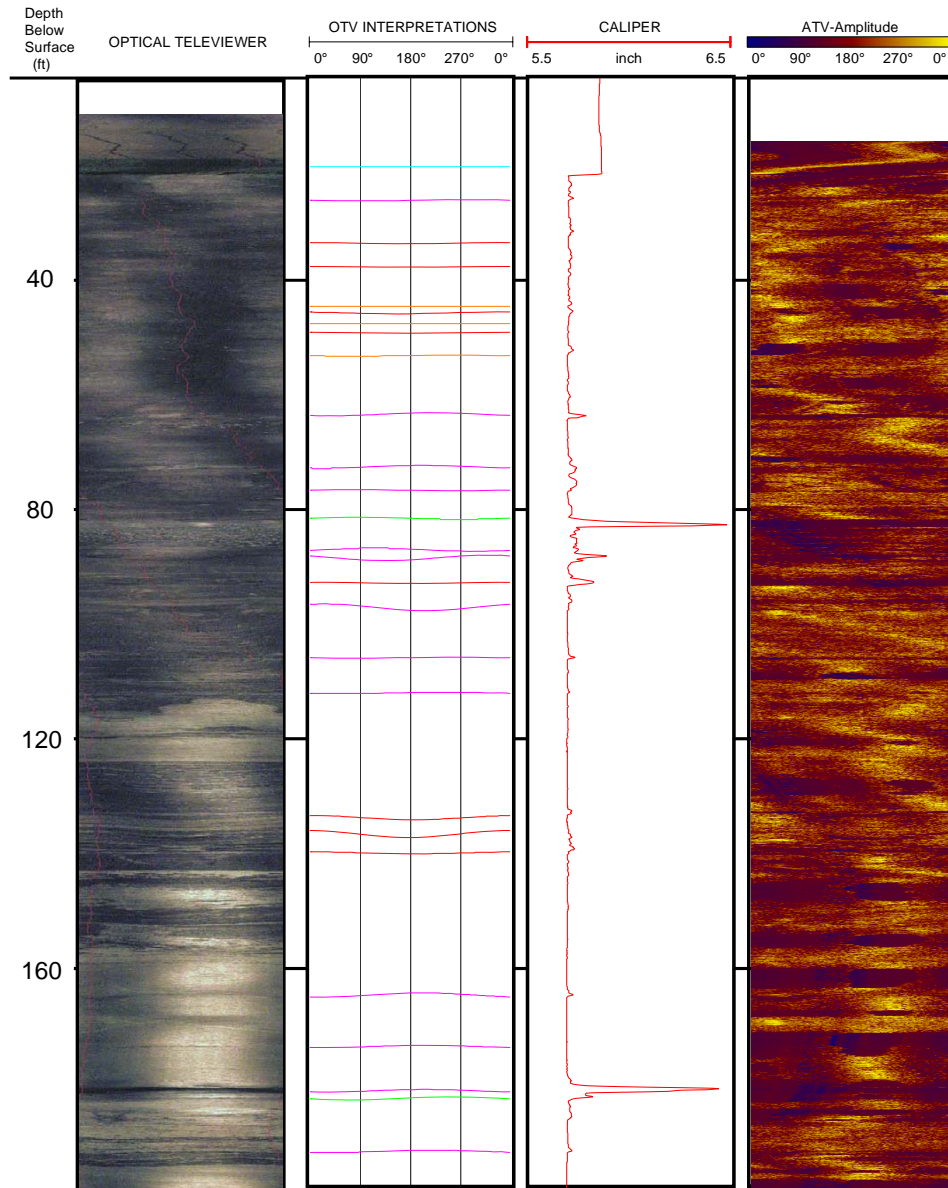 Depth
Below
Surface
(ft)
OPTICAL TELEVIEWER
OTV INTERPRETATIONS
0° 90° 180° 270° 0°
CALIPER
5.5 inch 6.5
ATV-Amplitude
0° 90° 180° 270° 0°
40
80
120
160